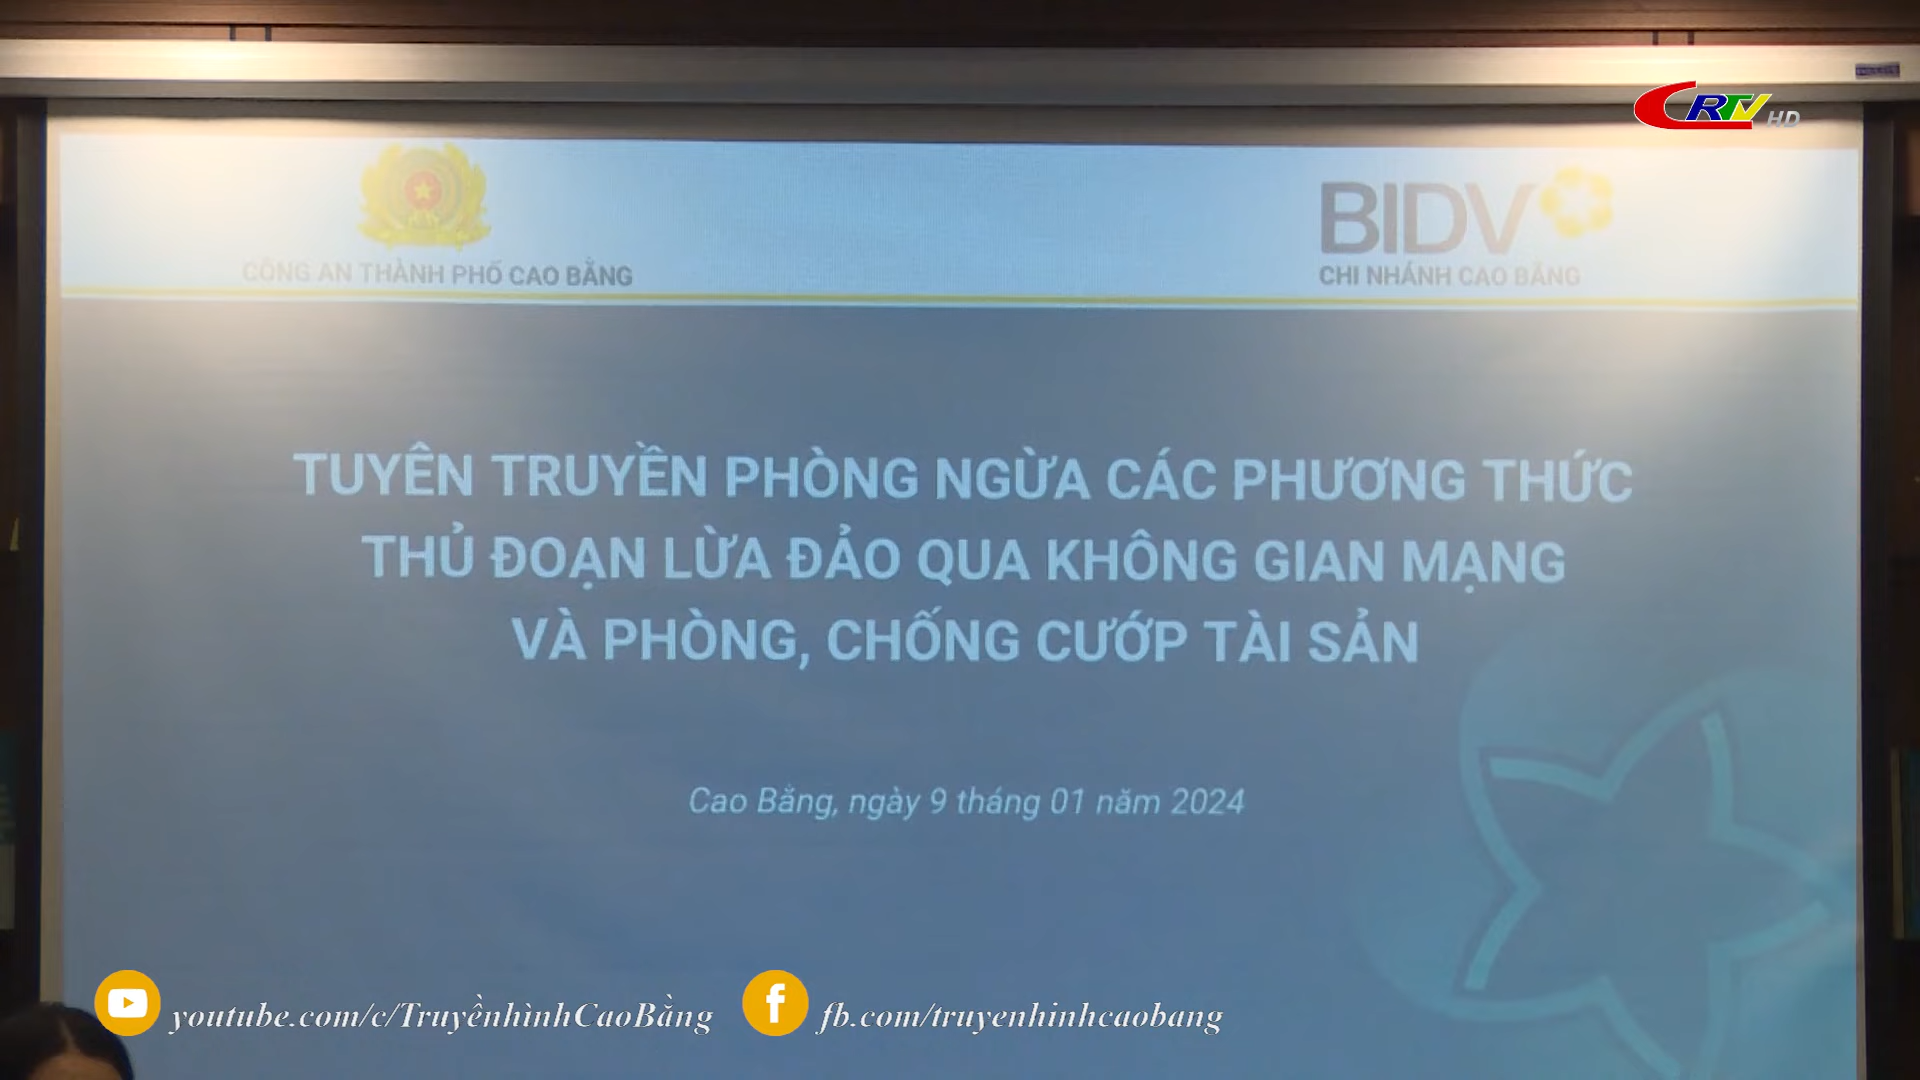 CRTV HD
CÔNG AN THÀNH PHỐ CAO BẰNG
BIDV
CHI NHÁNH CAO BẰNG
TUYÊN TRUYỀN PHÒNG NGỪA CÁC PHƯƠNG THỨC
THỦ ĐOẠN LỪA ĐẢO QUA KHÔNG GIAN MẠNG
VÀ PHÒNG, CHỐNG CƯỚP TÀI SẢN
Cao Bằng, ngày 9 tháng 01 năm 2024
youtube.com/c/TruyềnhìnhCaoBằng
fb.com/truyenhinhcaobang